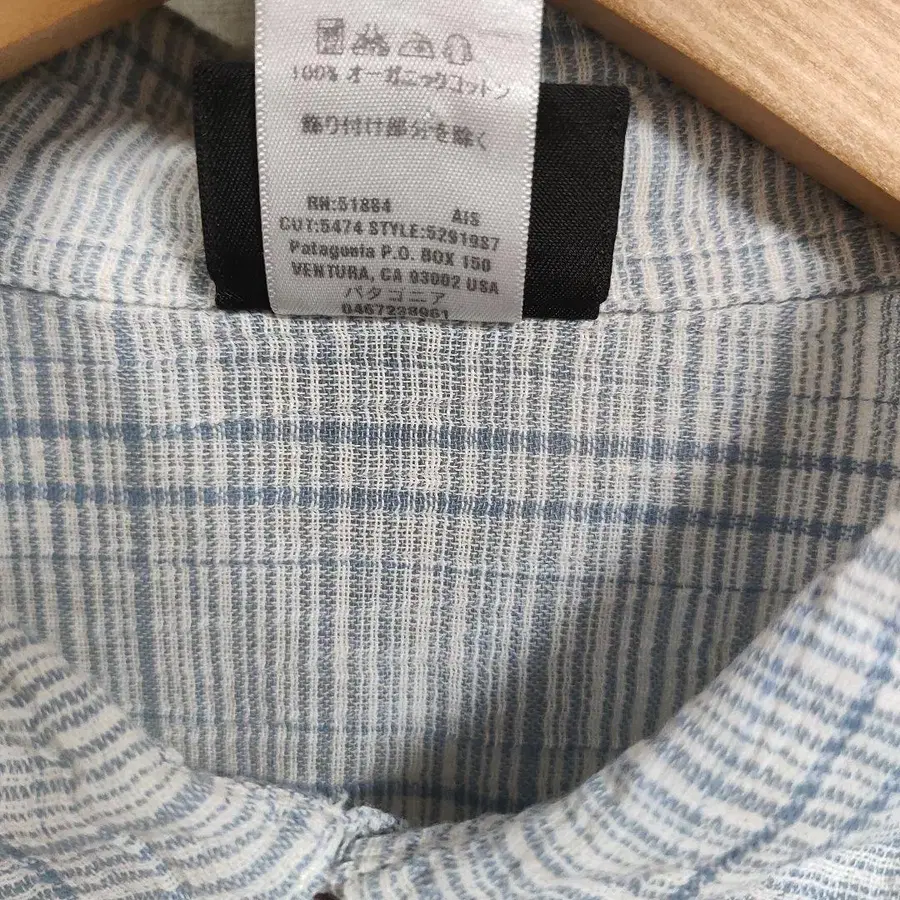 100% オーガニックコットン
飾り付け部分を除く
RN:51884 AIS
CUT:5474 STYLE:52919S7
Patagonia P.O. BOX 150
VENTURA, CA 93002 USA
パタゴニア
0467238961